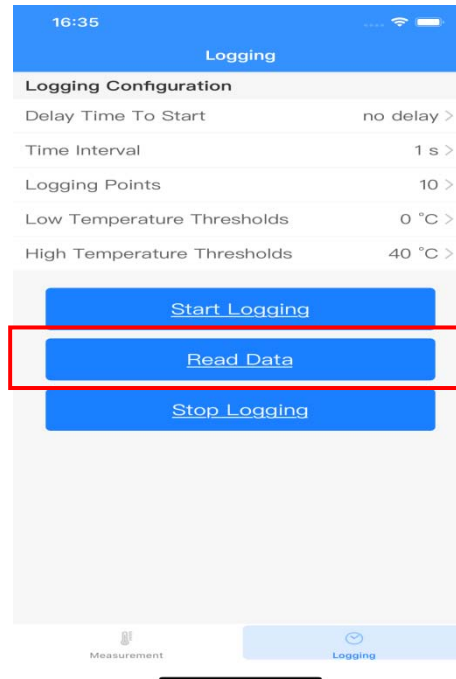 16:35
Logging
Logging Configuration
Delay Time To Start no delay >
Time Interval 1 s >
Logging Points 10 >
Low Temperature Thresholds 0 °C >
High Temperature Thresholds 40 °C >
Start Logging
Read Data
Stop Logging
Measurement Logging